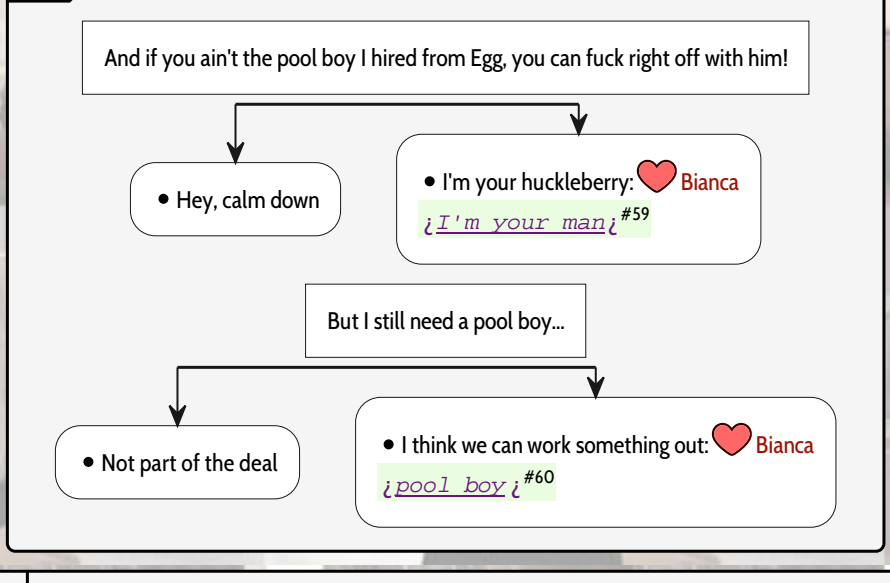 And if you ain't the pool boy I hired from Egg, you can fuck right off with him!
• Hey, calm down
• I'm your huckleberry: Bianca
¿I'm your man¿#59
But I still need a pool boy...
• Not part of the deal
• I think we can work something out: Bianca
¿pool boy¿#60